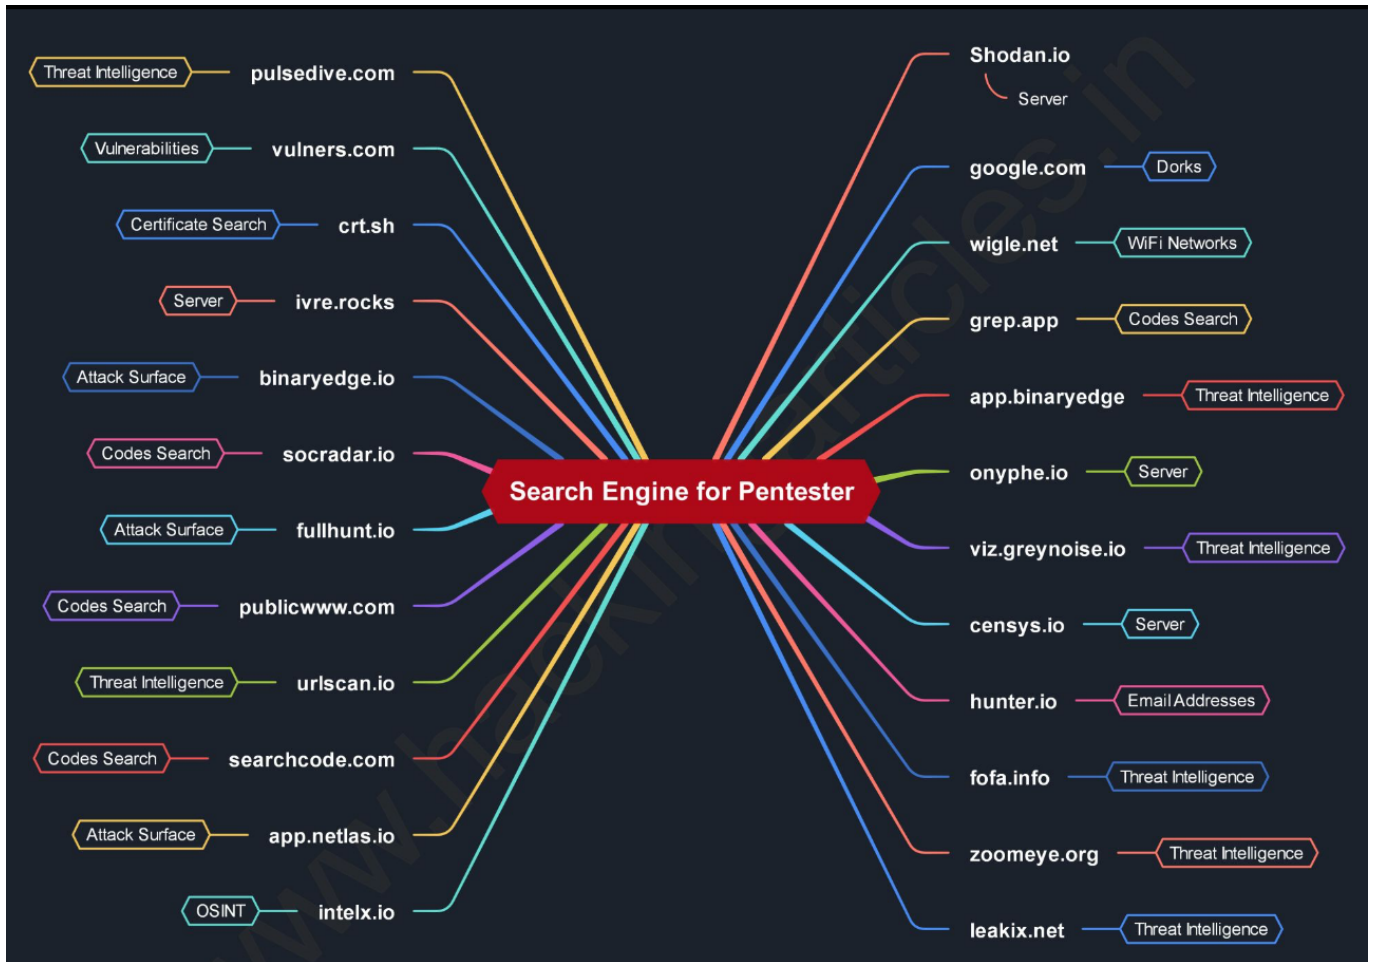 Threat Intelligence pulsedive.com
Vulnerabilities vulners.com
Certificate Search crt.sh
Server ivre.rocks
Attack Surface binaryedge.io
Codes Search socradar.io
Attack Surface fullhunt.io
Codes Search publicwww.com
Threat Intelligence urlscan.io
Codes Search searchcode.com
Attack Surface app.netlas.io
OSINT intelx.io
Search Engine for Pentester
Shodan.io
Server
google.com Dorks
wigle.net WiFi Networks
grep.app Codes Search
app.binaryedge Threat Intelligence
onyphe.io Server
viz.greynoise.io Threat Intelligence
censys.io Server
hunter.io Email Addresses
fofa.info Threat Intelligence
zoomeye.org Threat Intelligence
leakix.net Threat Intelligence